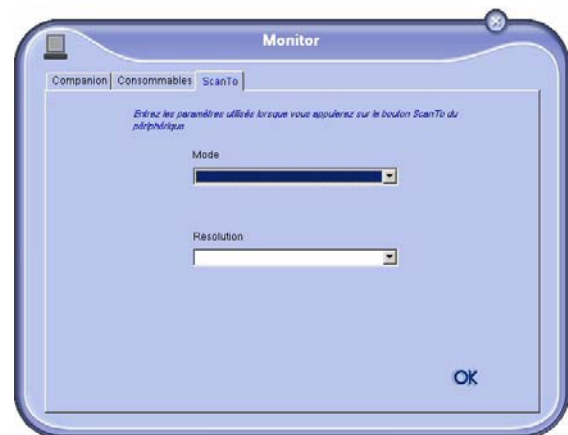 Monitor
Companion Consommables ScanTo
Entrez les paramètres utilisés lorsque vous appuierez sur le bouton ScanTo du
périphérique
Mode
Resolution
OK